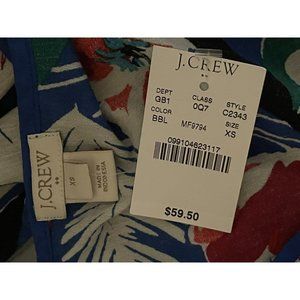 J.CREW
DEPT CLASS STYLE
GB1 0Q7 C2343
COLOR SIZE
BBL MF9794 XS
099104623117
$59.50
J.CREW
XS
MADE IN
INDONESIA